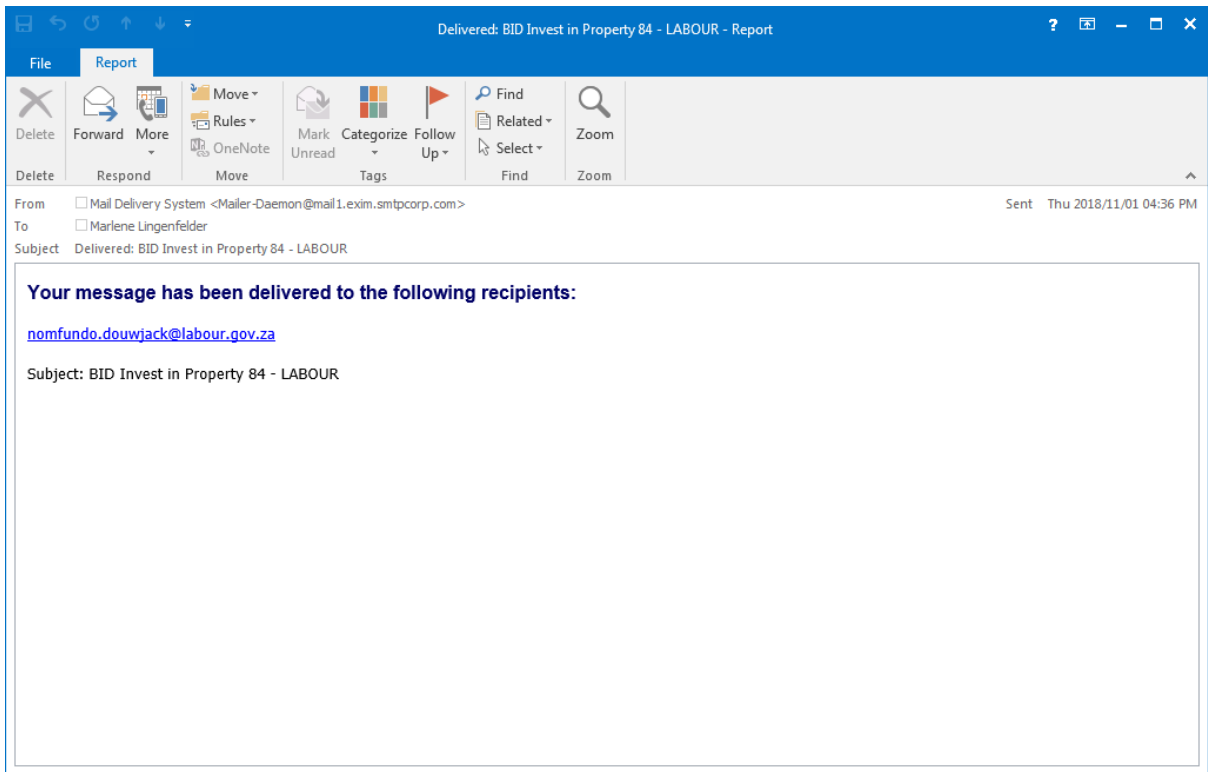 Delivered: BID Invest in Property 84 - LABOUR - Report
File Report
Delete
Forward
More
Move
Rules
OneNote
Mark Unread
Categorize
Follow Up
Find
Related
Select
Zoom
Delete Respond Move Tags Find Zoom
From Mail Delivery System <Mailer-Daemon@mail1.exim.smtpcorp.com> Sent Thu 2018/11/01 04:36 PM
To Marlene Lingenfelder
Subject Delivered: BID Invest in Property 84 - LABOUR
Your message has been delivered to the following recipients:
nomfundo.douwjack@labour.gov.za
Subject: BID Invest in Property 84 - LABOUR